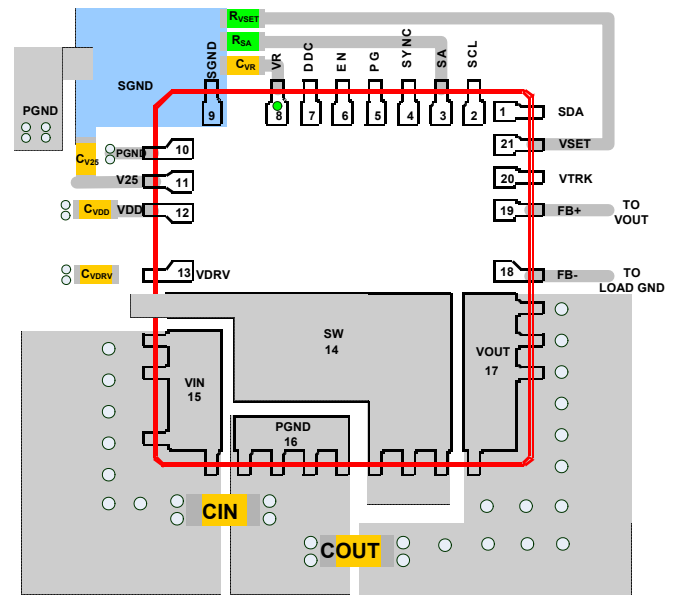 RVSET
RSA
CVR
SGND
PGND
SGND
VR
DDC
EN
PG
SYNC
SA
SCL
9
8
7
6
5
4
3
2
1
SDA
21
VSET
20
VTRK
19
FB+
TO
VOUT
18
FB-
TO
LOAD GND
CV25
PGND
10
V25
11
CVDD
VDD
12
CVDRV
13
VDRV
SW
14
VIN
15
PGND
16
VOUT
17
CIN
COUT